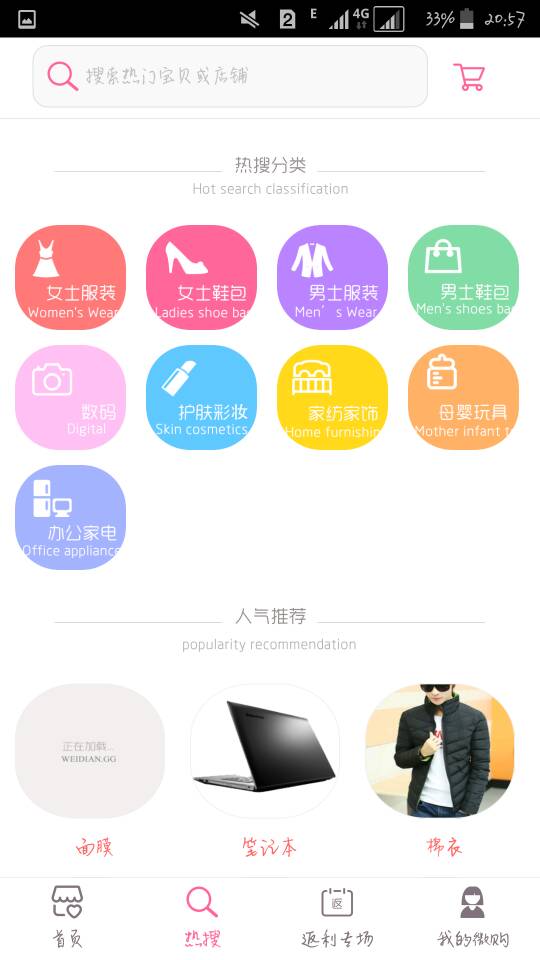 2 E 4G 33% 20:57
搜索热门宝贝或店铺
热搜分类
Hot search classification
女士服装
Women's Wear
女士鞋包
Ladies shoe bag
男士服装
Men's Wear
男士鞋包
Men's shoes bag
数码
Digital
护肤彩妆
Skin cosmetics
家纺家饰
Home furnishin
母婴玩具
Mother infant t
办公家电
Office appliance
人气推荐
popularity recommendation
正在加载...
WEIDIAN.GG
面膜
笔记本
棉衣
首页
热搜
返
返利专场
我的微购